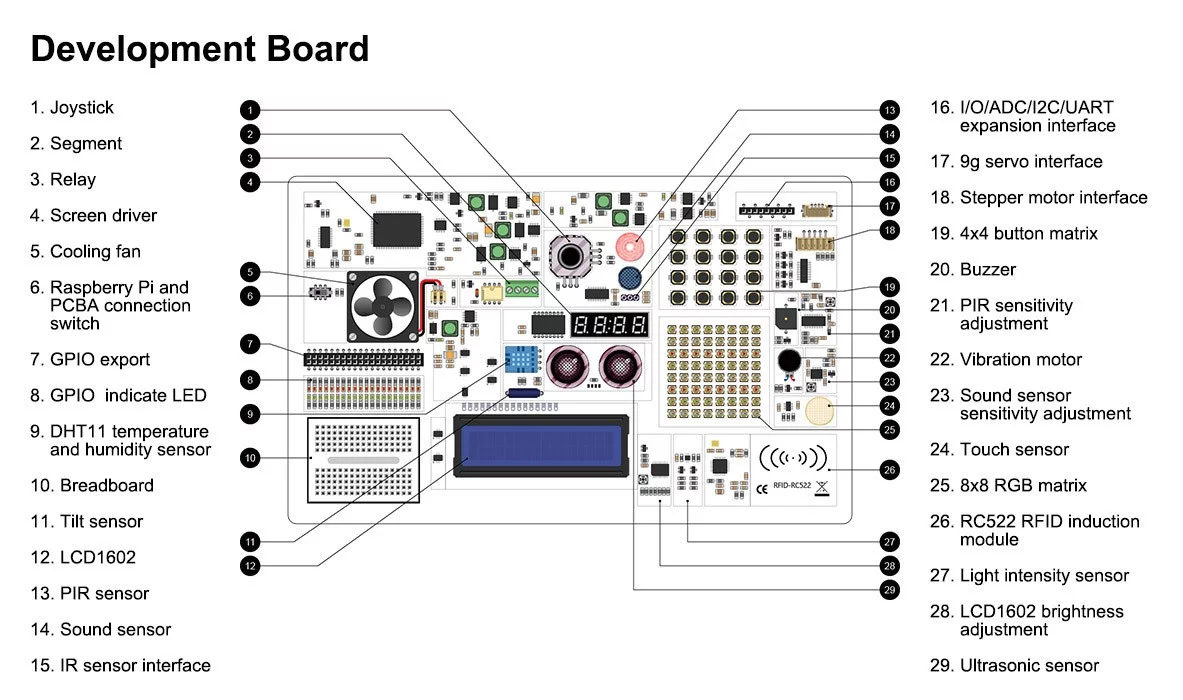 Development Board
1. Joystick
2. Segment
3. Relay
4. Screen driver
5. Cooling fan
6. Raspberry Pi and
PCBA connection
switch
7. GPIO export
8. GPIO indicate LED
9. DHT11 temperature
and humidity sensor
10. Breadboard
11. Tilt sensor
12. LCD1602
13. PIR sensor
14. Sound sensor
15. IR sensor interface
1
2
3
4
5
6
7
8
9
10
11
12
8.8:8.8.
RFID-RC522
CE
13
14
15
16
17
18
19
20
21
22
23
24
25
26
27
28
29
16. I/O/ADC/I2C/UART
expansion interface
17. 9g servo interface
18. Stepper motor interface
19. 4x4 button matrix
20. Buzzer
21. PIR sensitivity
adjustment
22. Vibration motor
23. Sound sensor
sensitivity adjustment
24. Touch sensor
25. 8x8 RGB matrix
26. RC522 RFID induction
module
27. Light intensity sensor
28. LCD1602 brightness
adjustment
29. Ultrasonic sensor